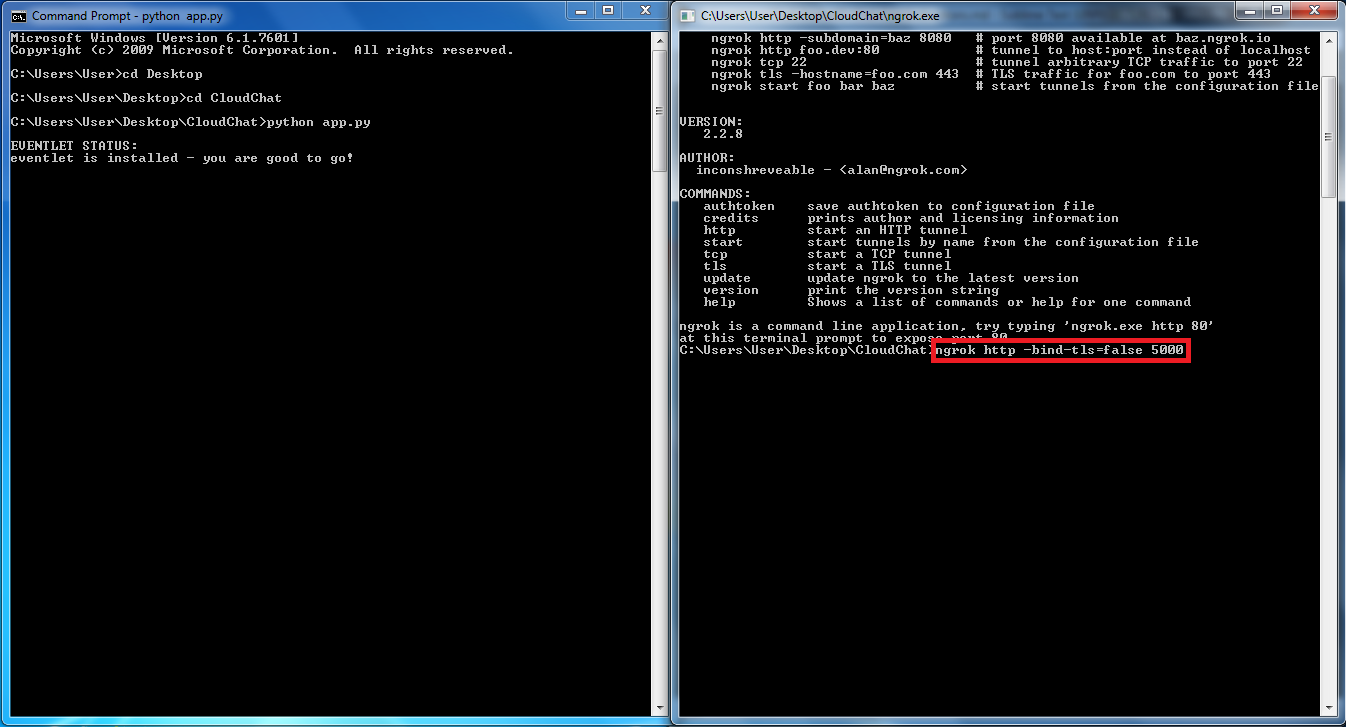 Command Prompt - python  app.py
Microsoft Windows [Version 6.1.7601]
Copyright (c) 2009 Microsoft Corporation.  All rights reserved.
C:\Users\User>cd Desktop
C:\Users\User\Desktop>cd CloudChat
C:\Users\User\Desktop\CloudChat>python app.py
EVENTLET STATUS:
eventlet is installed - you are good to go!
C:\Users\User\Desktop\CloudChat\ngrok.exe
ngrok http -subdomain=baz 8080   # port 8080 available at baz.ngrok.io
ngrok http foo.dev:80            # tunnel to host:port instead of localhost
ngrok tcp 22                     # tunnel arbitrary TCP traffic to port 22
ngrok tls -hostname=foo.com 443  # TLS traffic for foo.com to port 443
ngrok start foo bar baz          # start tunnels from the configuration file
VERSION:
2.2.8
AUTHOR:
inconshreveable - <alan@ngrok.com>
COMMANDS:
authtoken    save authtoken to configuration file
credits      prints author and licensing information
http         start an HTTP tunnel
start        start tunnels by name from the configuration file
tcp          start a TCP tunnel
tls          start a TLS tunnel
update       update ngrok to the latest version
version      print the version string
help         Shows a list of commands or help for one command
ngrok is a command line application, try typing 'ngrok.exe http 80'
at this terminal prompt to expose port 80.
C:\Users\User\Desktop\CloudChat>ngrok http -bind-tls=false 5000